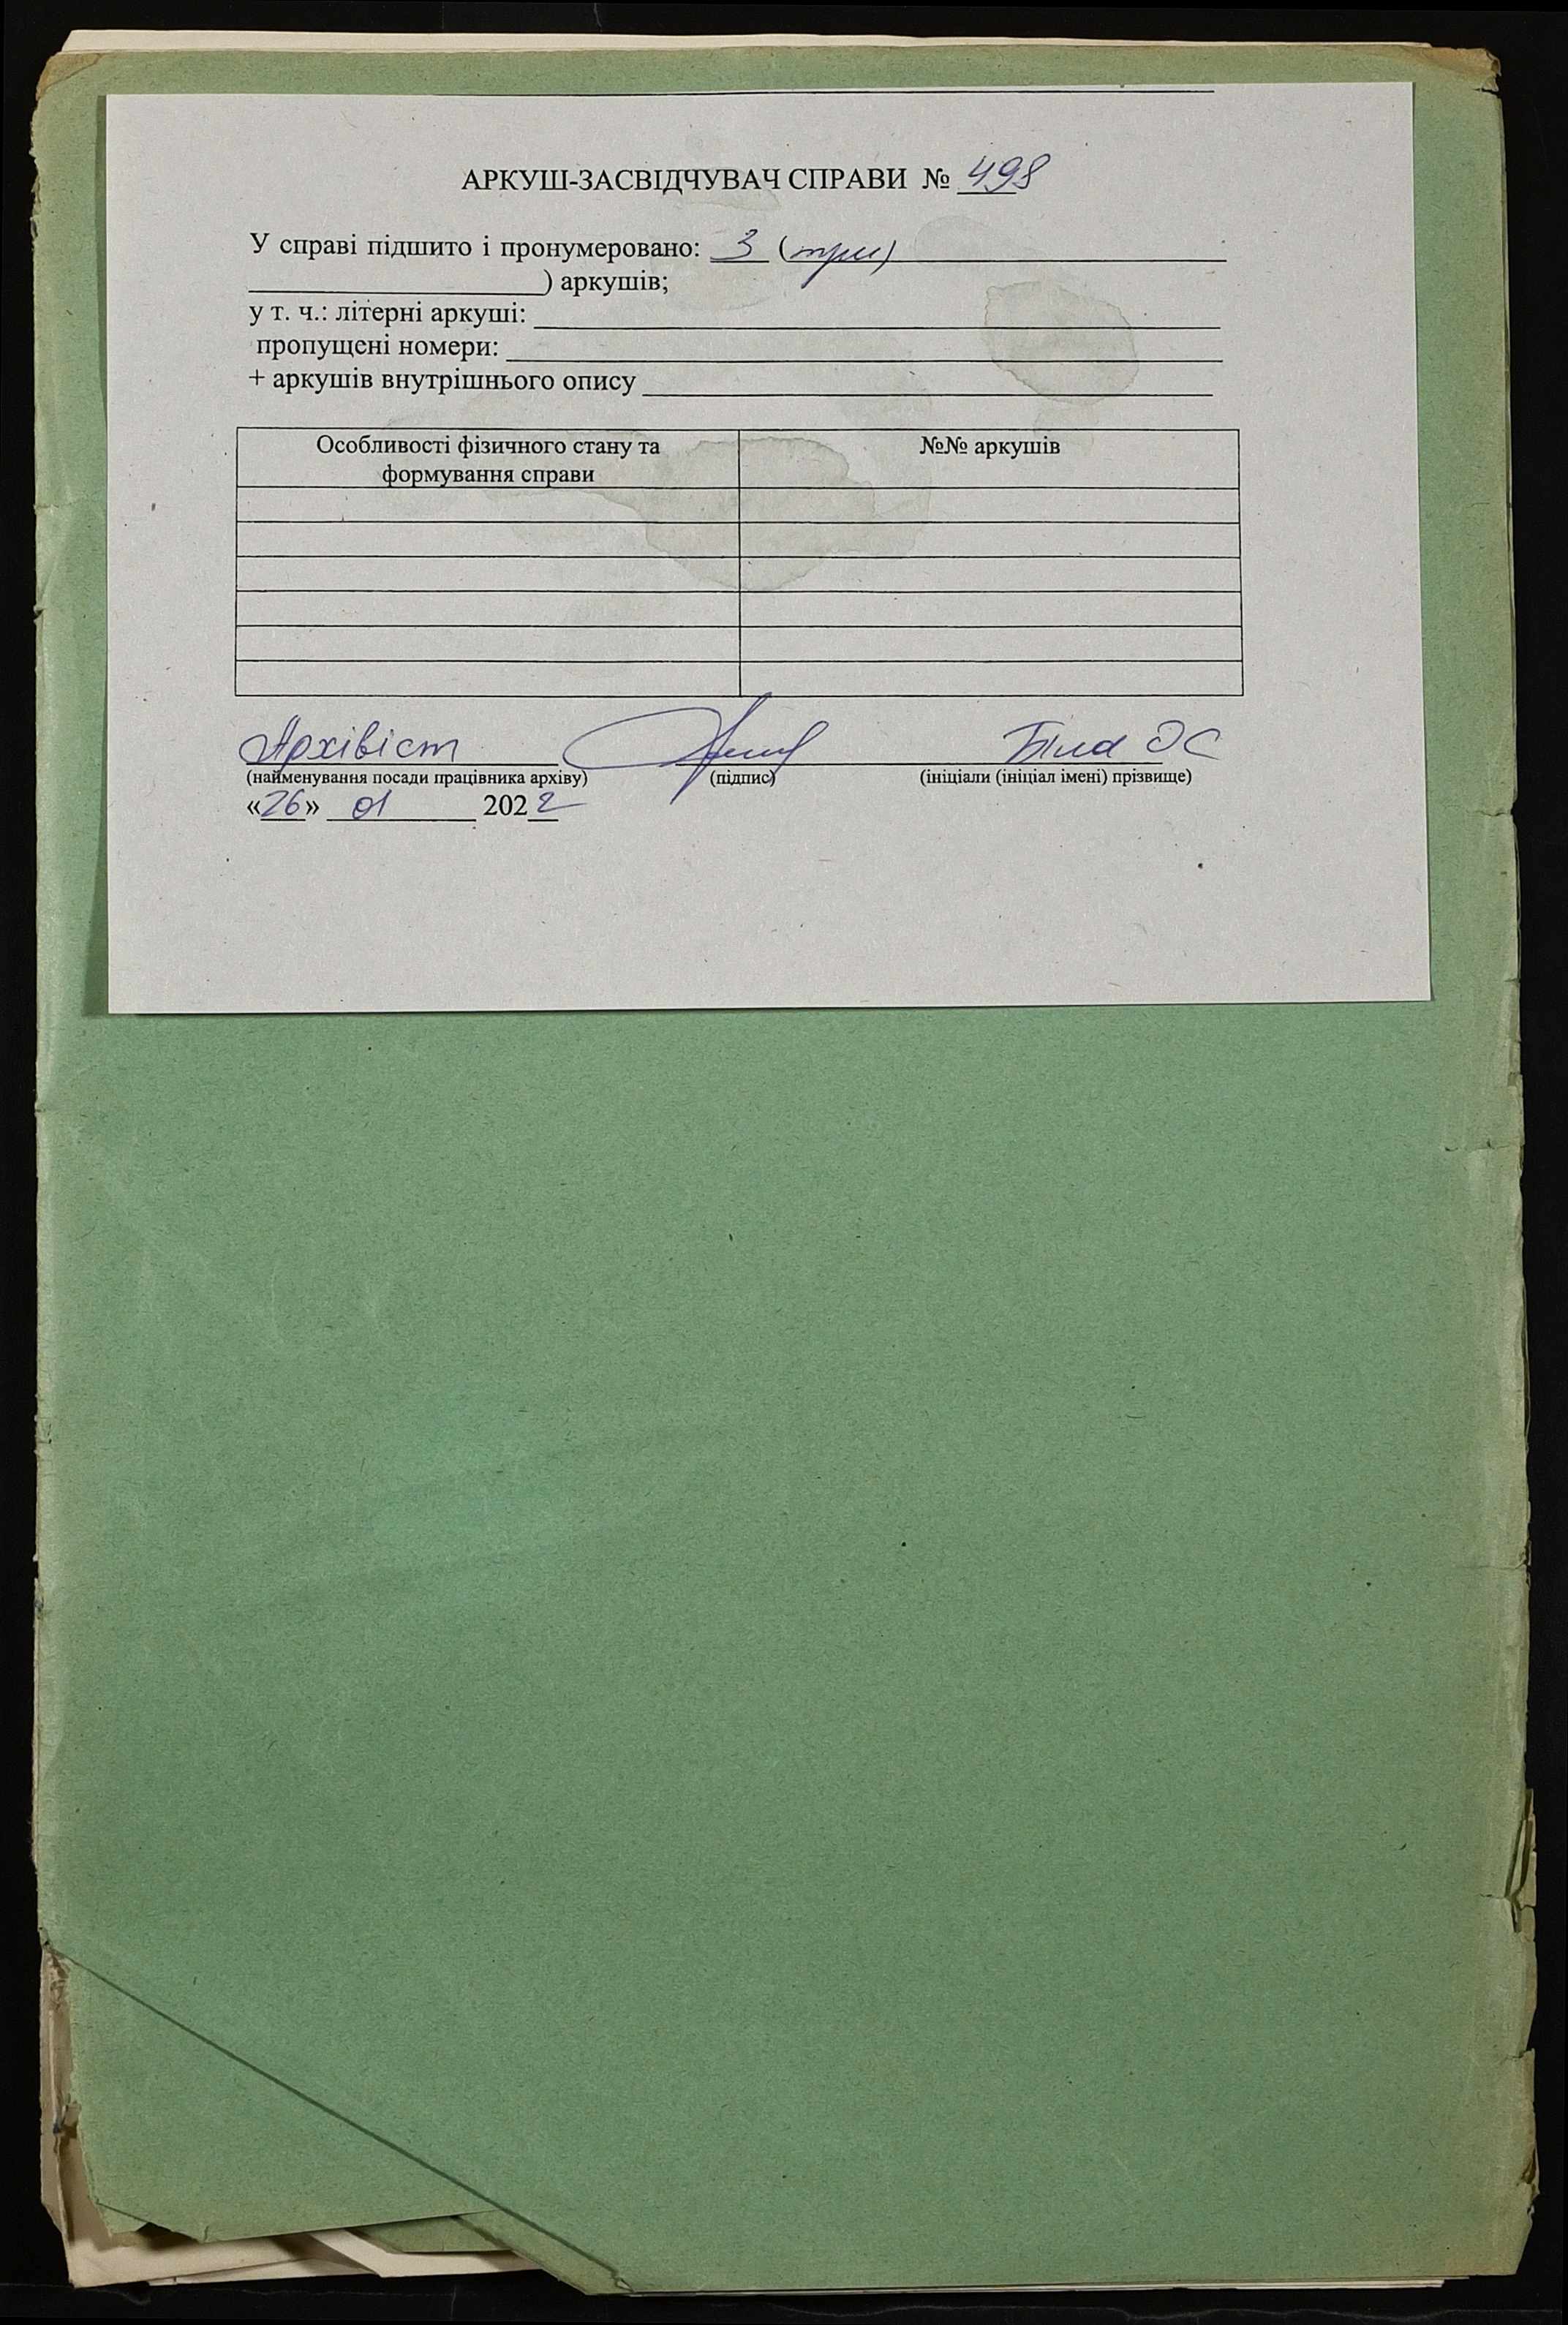 АРКУШ-ЗАСВІДЧУВАЧ СПРАВИ № 498
У справі підшито і пронумеровано: 3 (три)
) аркушів;
у т. ч.: літерні аркуші:
пропущені номери:
+ аркушів внутрішнього опису
Особливості фізичного стану та №№ аркушів
формування справи
Архівіст Біла ОС
(найменування посади працівника архіву) (підпис) (ініціали (ініціал імені) прізвище)
«26» 01 2022